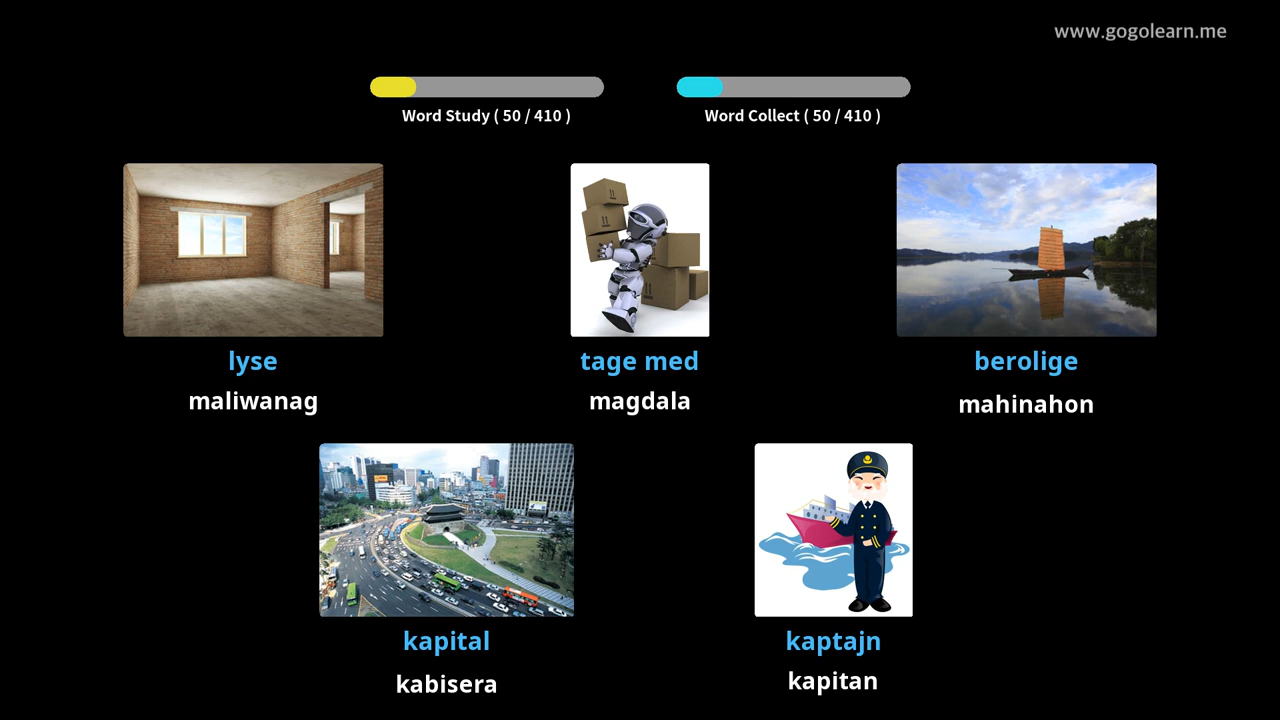 www.gogolearn.me
Word Study ( 50 / 410 )
Word Collect ( 50 / 410 )
lyse
maliwanag
tage med
magdala
berolige
mahinahon
kapital
kabisera
kaptajn
kapitan